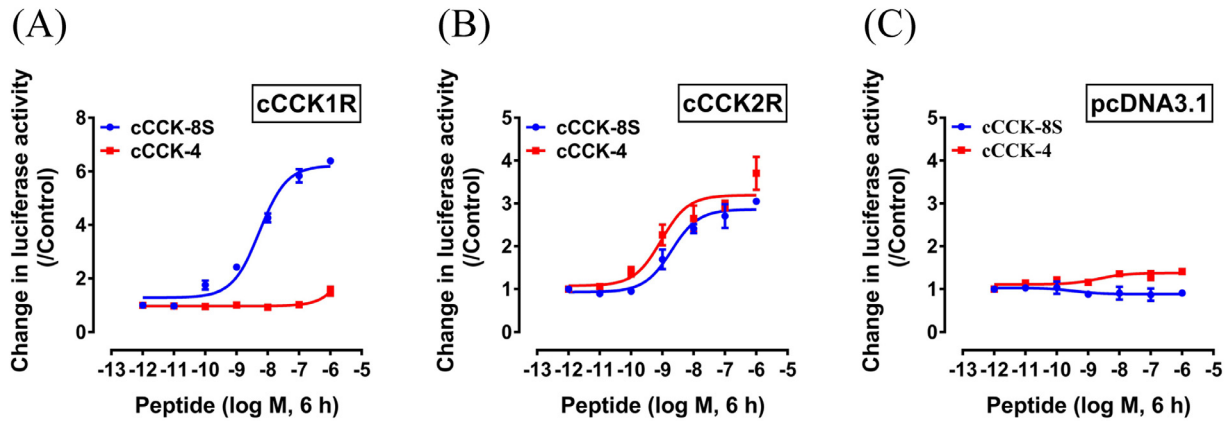 (A)
cCCK1R
cCCK-8S
cCCK-4
Change in luciferase activity
(/Control)
8
6
4
2
0
-13 -12 -11 -10 -9 -8 -7 -6 -5
Peptide (log M, 6 h)
(B)
cCCK2R
cCCK-8S
cCCK-4
Change in luciferase activity
(/Control)
5
4
3
2
1
0
-13 -12 -11 -10 -9 -8 -7 -6 -5
Peptide (log M, 6 h)
(C)
pcDNA3.1
cCCK-8S
cCCK-4
Change in luciferase activity
(/Control)
5
4
3
2
1
0
-13 -12 -11 -10 -9 -8 -7 -6 -5
Peptide (log M, 6 h)